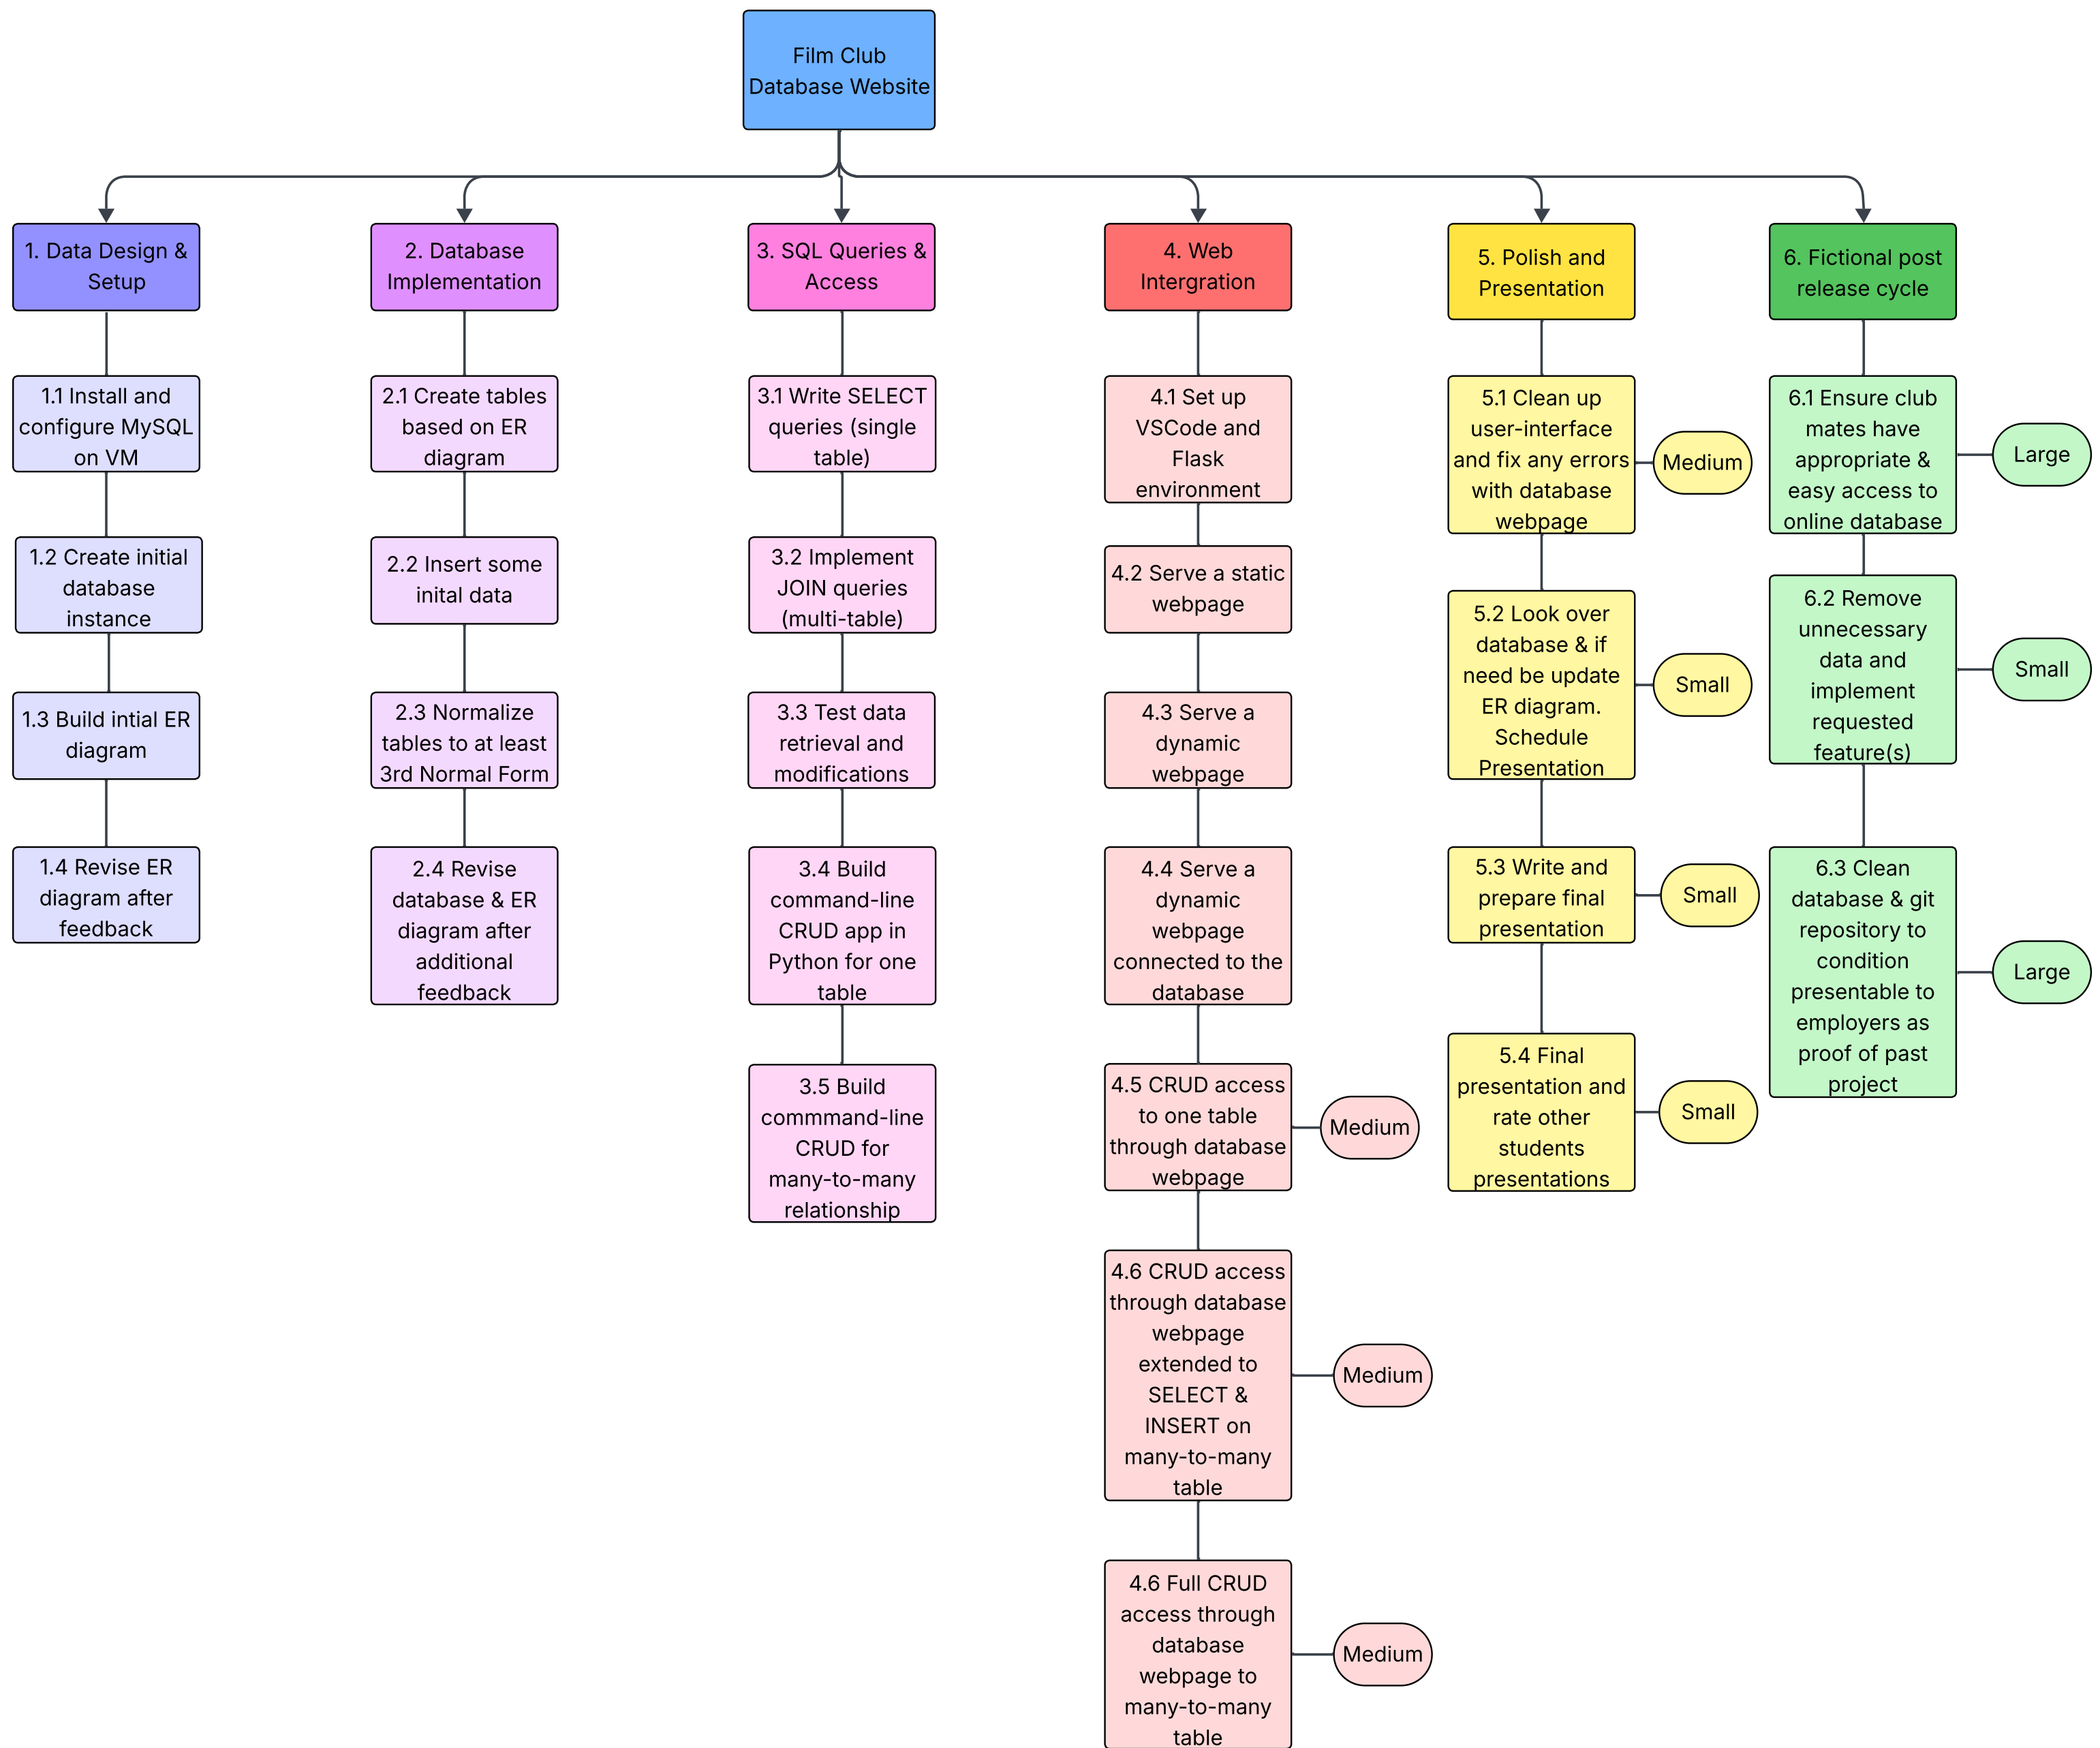 Film Club
Database Website
1. Data Design &
Setup
1.1 Install and
configure MySQL
on VM
1.2 Create initial
database
instance
1.3 Build intial ER
diagram
1.4 Revise ER
diagram after
feedback
2. Database
Implementation
2.1 Create tables
based on ER
diagram
2.2 Insert some
inital data
2.3 Normalize
tables to at least
3rd Normal Form
2.4 Revise
database & ER
diagram after
additional
feedback
3. SQL Queries &
Access
3.1 Write SELECT
queries (single
table)
3.2 Implement
JOIN queries
(multi-table)
3.3 Test data
retrieval and
modifications
3.4 Build
command-line
CRUD app in
Python for one
table
3.5 Build
commmand-line
CRUD for
many-to-many
relationship
4. Web
Intergration
4.1 Set up
VSCode and
Flask
environment
4.2 Serve a static
webpage
4.3 Serve a
dynamic
webpage
4.4 Serve a
dynamic
webpage
connected to the
database
4.5 CRUD access
to one table
through database
webpage
Medium
4.6 CRUD access
through database
webpage
extended to
SELECT &
INSERT on
many-to-many
table
Medium
4.6 Full CRUD
access through
database
webpage to
many-to-many
table
Medium
5. Polish and
Presentation
5.1 Clean up
user-interface
and fix any errors
with database
webpage
Medium
5.2 Look over
database & if
need be update
ER diagram.
Schedule
Presentation
Small
5.3 Write and
prepare final
presentation
Small
5.4 Final
presentation and
rate other
students
presentations
Small
6. Fictional post
release cycle
6.1 Ensure club
mates have
appropriate &
easy access to
online database
Large
6.2 Remove
unnecessary
data and
implement
requested
feature(s)
Small
6.3 Clean
database & git
repository to
condition
presentable to
employers as
proof of past
project
Large